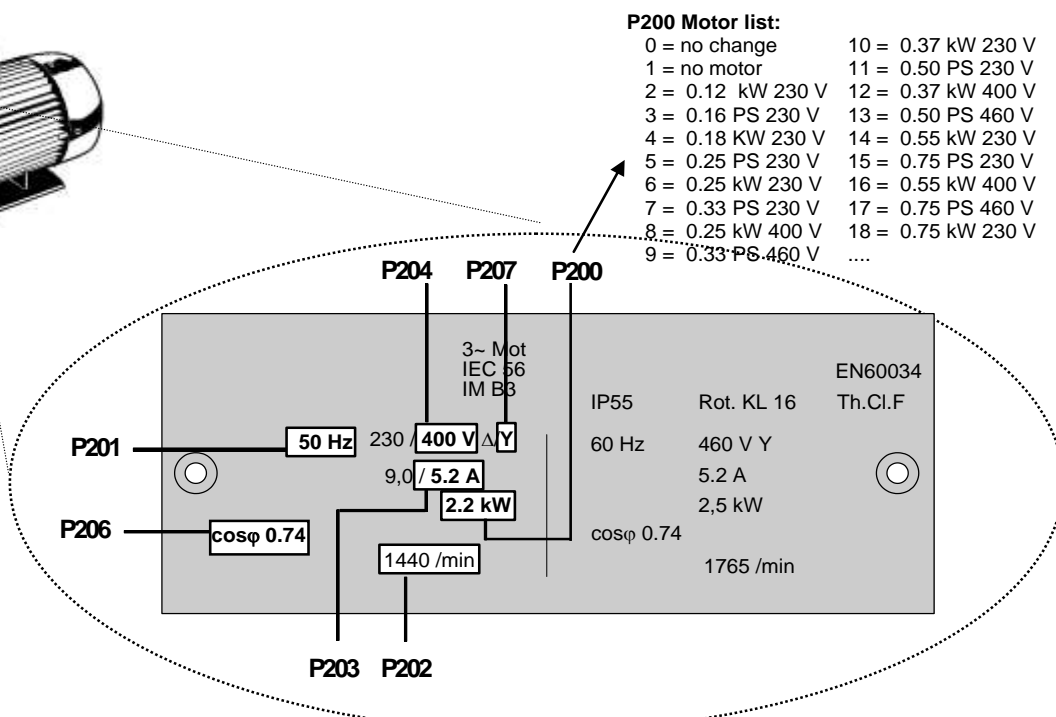 P200 Motor list:
0 = no change
1 = no motor
2 = 0.12 kW 230 V
3 = 0.16 PS 230 V
4 = 0.18 KW 230 V
5 = 0.25 PS 230 V
6 = 0.25 kW 230 V
7 = 0.33 PS 230 V
8 = 0.25 kW 400 V
9 = 0.33 PS 460 V
10 = 0.37 kW 230 V
11 = 0.50 PS 230 V
12 = 0.37 kW 400 V
13 = 0.50 PS 460 V
14 = 0.55 kW 230 V
15 = 0.75 PS 230 V
16 = 0.55 kW 400 V
17 = 0.75 PS 460 V
18 = 0.75 kW 230 V
....
P204 P207 P200
3~ Mot
IEC 56
IM B3
EN60034
IP55 Rot. KL 16 Th.Cl.F
P201 50 Hz 230 / 400 V Δ/Y 60 Hz 460 V Y
9,0 / 5.2 A 5.2 A
2.2 kW 2,5 kW
P206 cosφ 0.74 cosφ 0.74
1440 /min 1765 /min
P203 P202